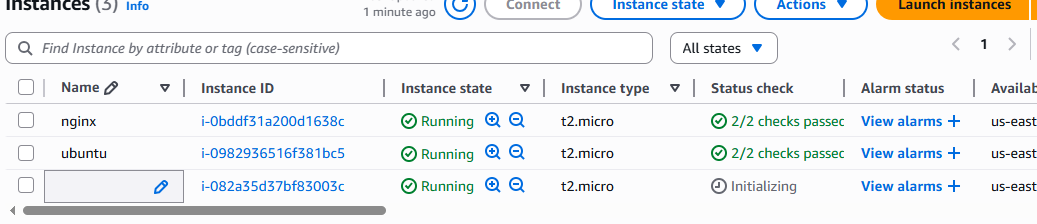 Instances (3) Info
1 minute ago
Connect
Instance state
Actions
Launch instances
Find Instance by attribute or tag (case-sensitive)
All states
1
Name Instance ID Instance state Instance type Status check Alarm status Availab
nginx i-0bddf31a200d1638c Running t2.micro 2/2 checks passed View alarms + us-east
ubuntu i-0982936516f381bc5 Running t2.micro 2/2 checks passed View alarms + us-east
i-082a35d37bf83003c Running t2.micro Initializing View alarms + us-east